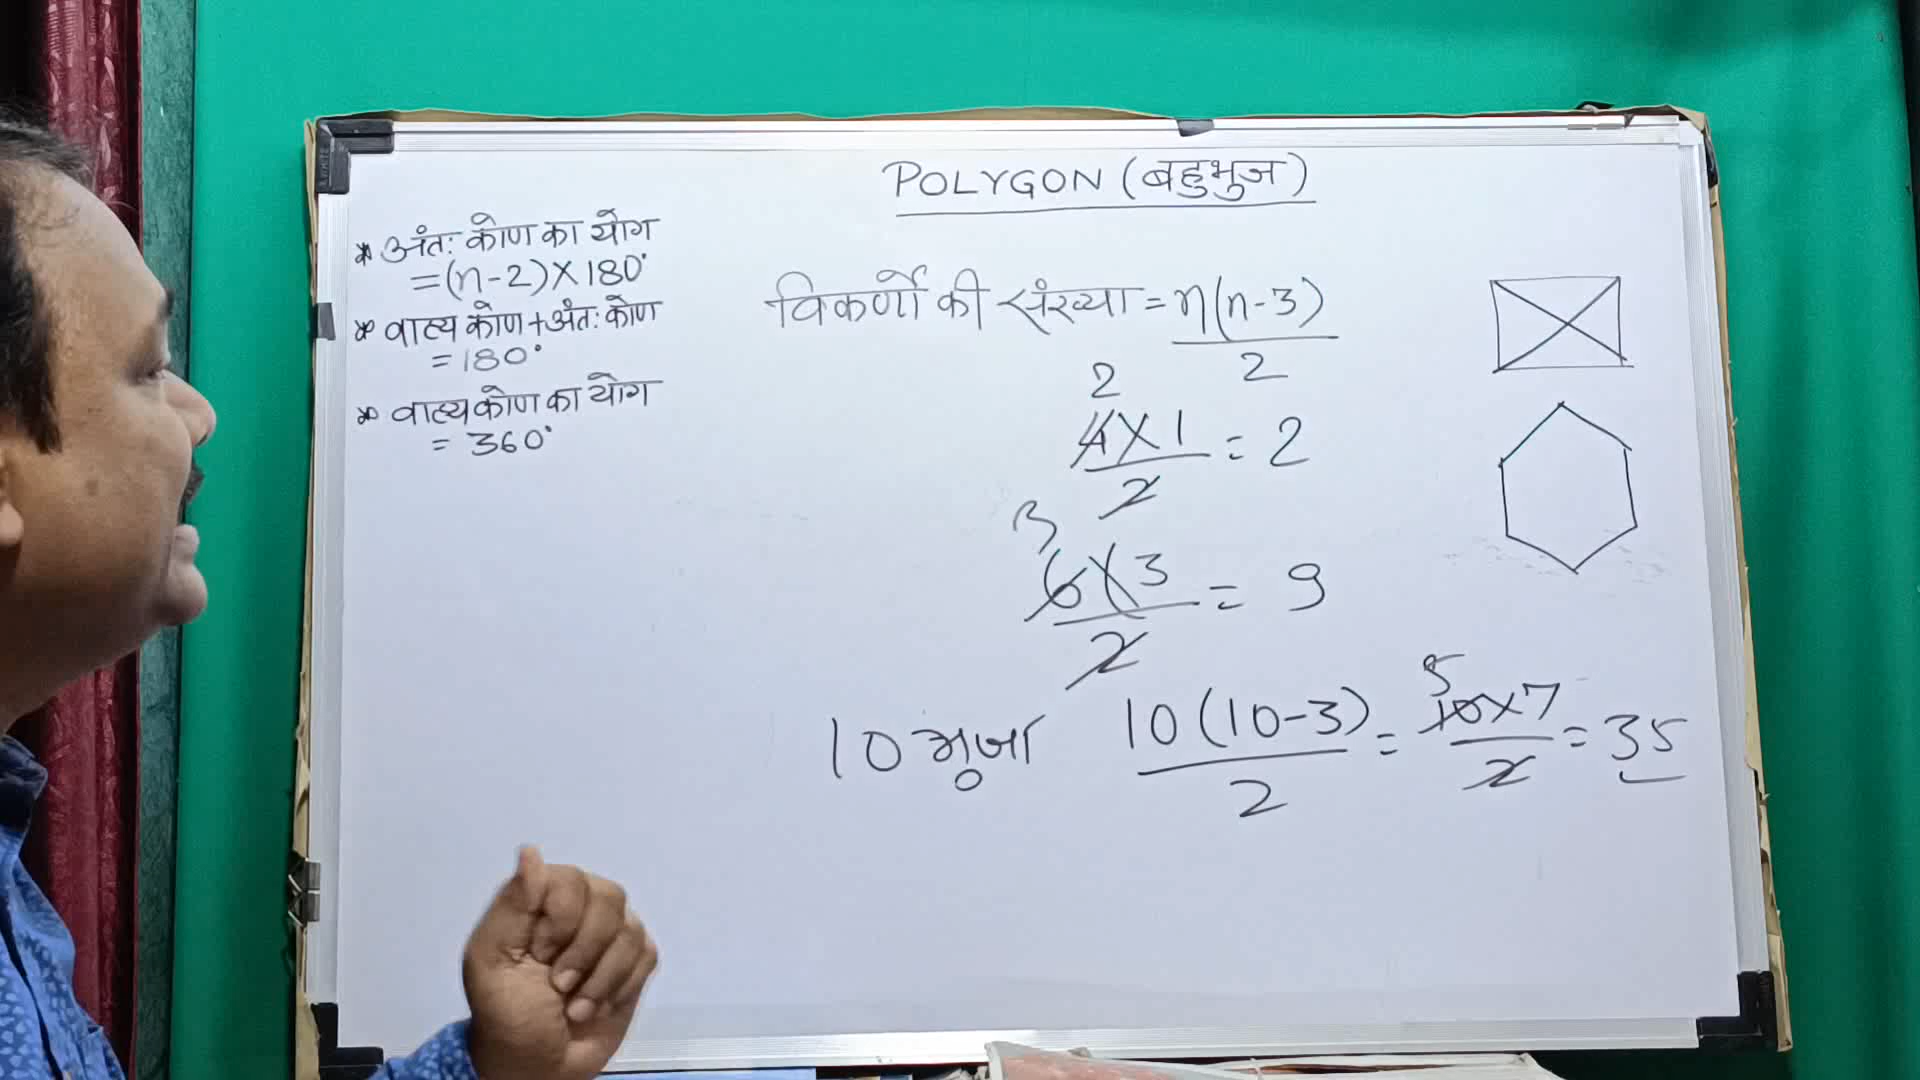 POLYGON (बहुभुज)
* अंतः कोण का योग
= (n-2)×180°
* वाह्य कोण + अंतः कोण
= 180°
* वाह्य कोण का योग
= 360°
विकर्णो की संख्या = n(n-3)
2
2
4×1 = 2
2
3
6×3 = 9
2
10 भुजा 10(10-3) = 10×7 = 35
5
2 2